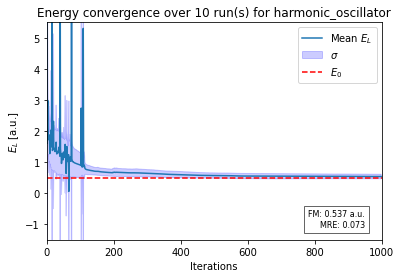 Energy convergence over 10 run(s) for harmonic_oscillator
5
4
3
2
1
0
−1
E_L [a.u.]
Mean E_L
σ
E_0
FM: 0.537 a.u.
MRE: 0.073
0
200
400
600
800
1000
Iterations